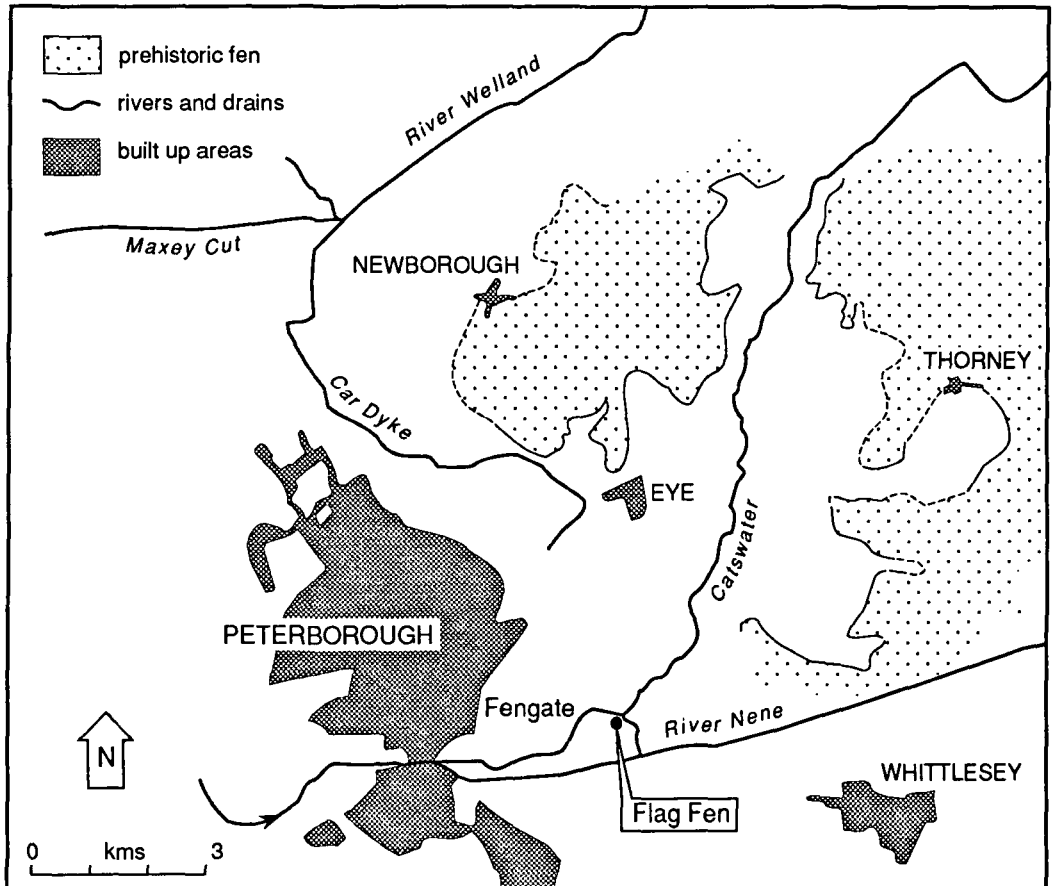 prehistoric fen
rivers and drains
built up areas
River Welland
Maxey Cut
NEWBOROUGH
THORNEY
Car Dyke
EYE
Catswater
PETERBOROUGH
Fengate
River Nene
N
WHITTLESEY
Flag Fen
0 kms 3